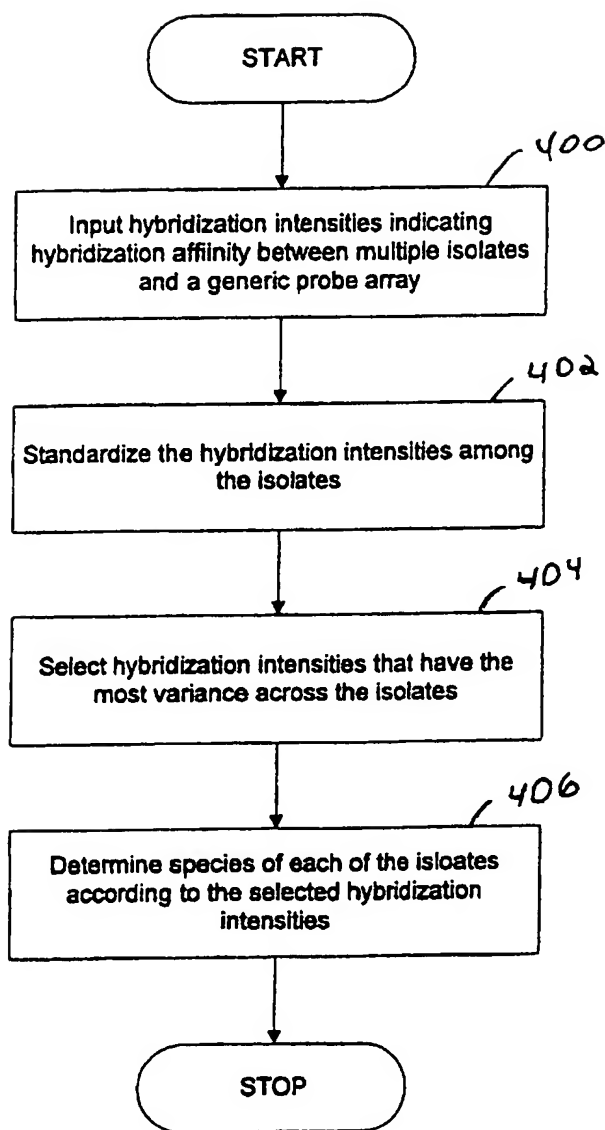 START
400
Input hybridization intensities indicating
hybridization affiinity between multiple isolates
and a generic probe array
402
Standardize the hybridization intensities among
the isolates
404
Select hybridization intensities that have the
most variance across the isolates
406
Determine species of each of the isloates
according to the selected hybridization
intensities
STOP